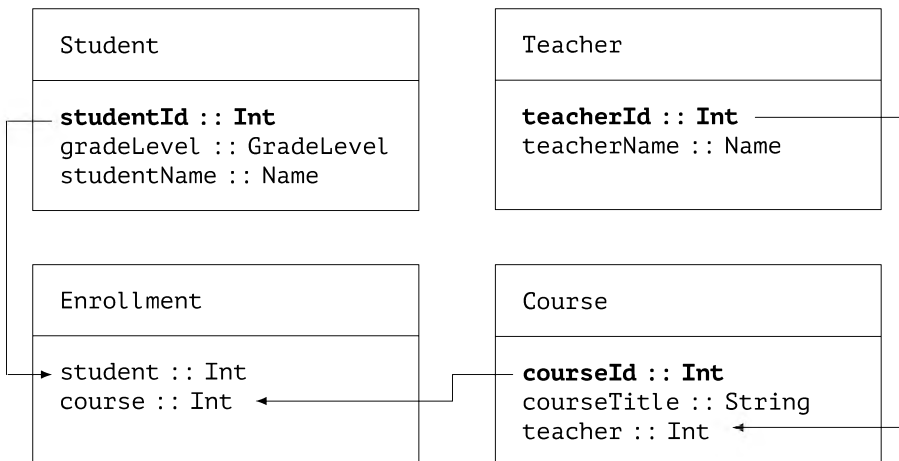 Student
studentId :: Int
gradeLevel :: GradeLevel
studentName :: Name
Teacher
teacherId :: Int
teacherName :: Name
Enrollment
student :: Int
course :: Int
Course
courseId :: Int
courseTitle :: String
teacher :: Int